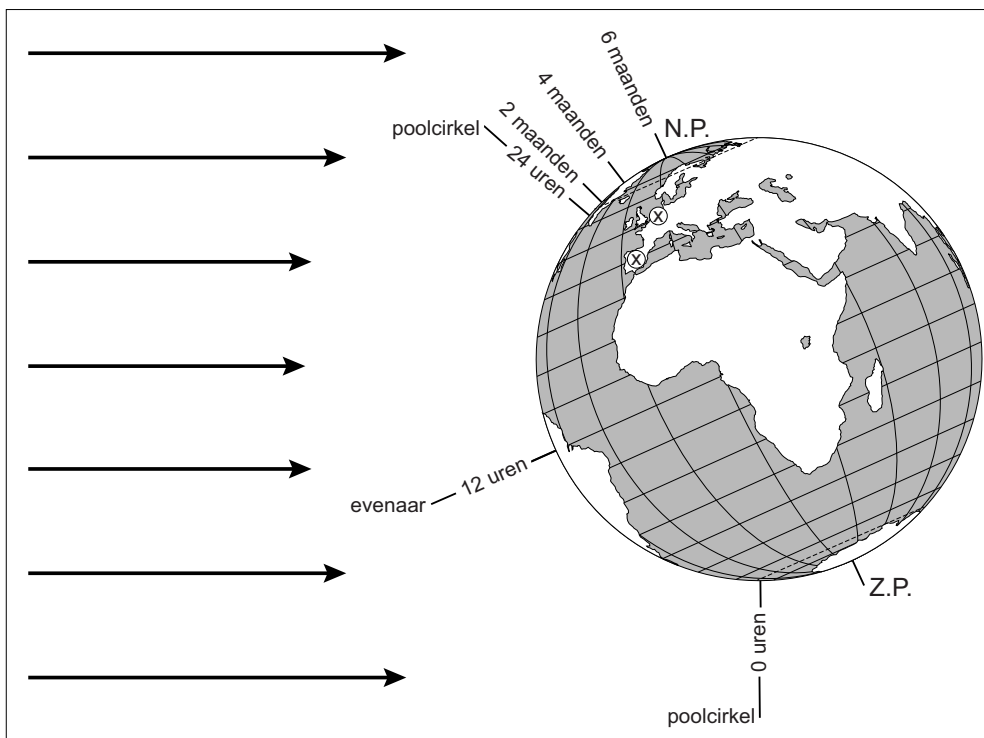 6 maanden
4 maanden
2 maanden
poolcirkel
24 uren
N.P.
X
X
12 uren
evenaar
Z.P.
0 uren
poolcirkel